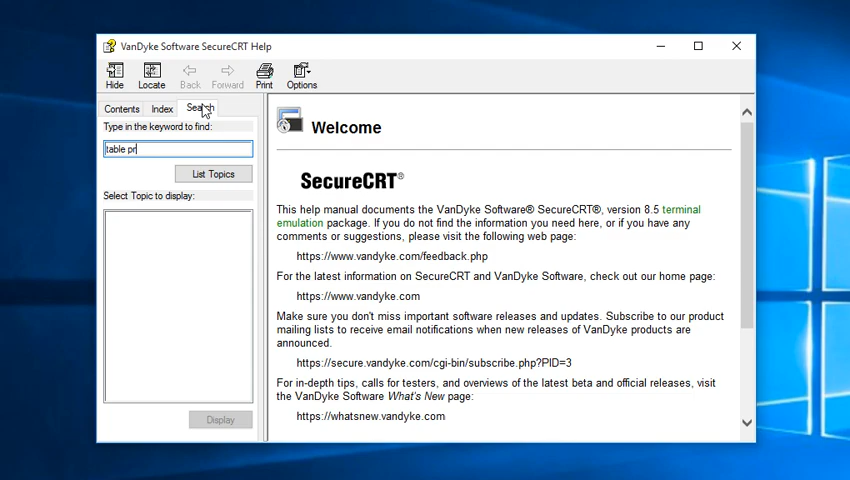 VanDyke Software SecureCRT Help
Hide Locate Back Forward Print Options
Contents Index Search
Type in the keyword to find:
table pr
List Topics
Select Topic to display:
Display
Welcome
SecureCRT®
This help manual documents the VanDyke Software® SecureCRT®, version 8.5 terminal
emulation package. If you do not find the information you need here, or if you have any
comments or suggestions, please visit the following web page:
https://www.vandyke.com/feedback.php
For the latest information on SecureCRT and VanDyke Software, check out our home page:
https://www.vandyke.com
Make sure you don't miss important software releases and updates. Subscribe to our product
mailing lists to receive email notifications when new releases of VanDyke products are
announced.
https://secure.vandyke.com/cgi-bin/subscribe.php?PID=3
For in-depth tips, calls for testers, and overviews of the latest beta and official releases, visit
the VanDyke Software What's New page:
https://whatsnew.vandyke.com